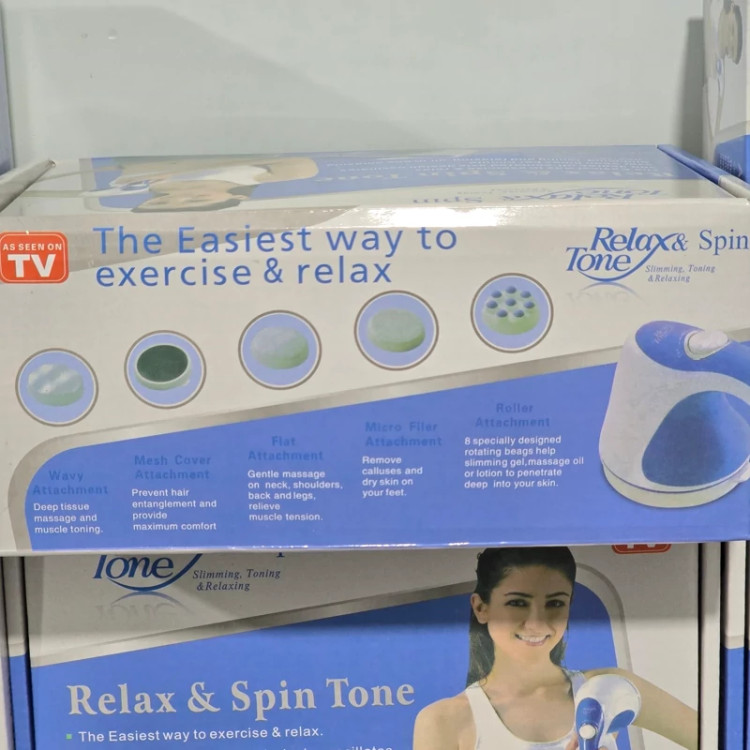 AS SEEN ON
TV
The Easiest way to
exercise & relax
Relax & Spin
Tone
Slimming, Toning
& Relaxing
Wavy
Attachment
Deep tissue
massage and
muscle toning.
Mesh Cover
Attachment
Prevent hair
entanglement and
provide
maximum comfort
Flat
Attachment
Gentle massage
on neck, shoulders,
back and legs,
relieve
muscle tension.
Micro Filer
Attachment
Remove
calluses and
dry skin on
your feet.
Roller
Attachment
8 specially designed
rotating beags help
slimming gel,massage oil
or lotion to penetrate
deep into your skin.
Tone
Slimming, Toning
& Relaxing
Relax & Spin Tone
The Easiest way to exercise & relax.